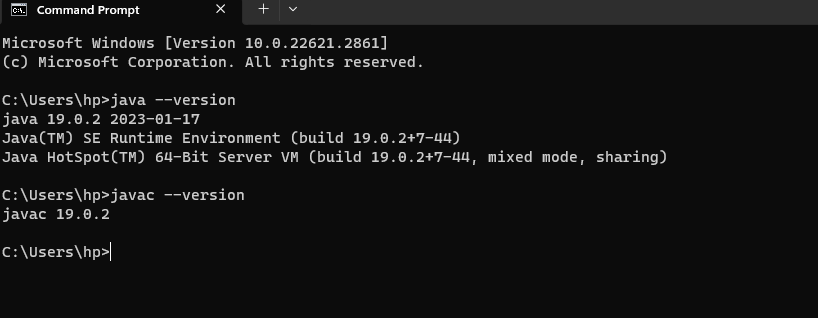 Command Prompt
Microsoft Windows [Version 10.0.22621.2861]
(c) Microsoft Corporation. All rights reserved.
C:\Users\hp>java --version
java 19.0.2 2023-01-17
Java(TM) SE Runtime Environment (build 19.0.2+7-44)
Java HotSpot(TM) 64-Bit Server VM (build 19.0.2+7-44, mixed mode, sharing)
C:\Users\hp>javac --version
javac 19.0.2
C:\Users\hp>